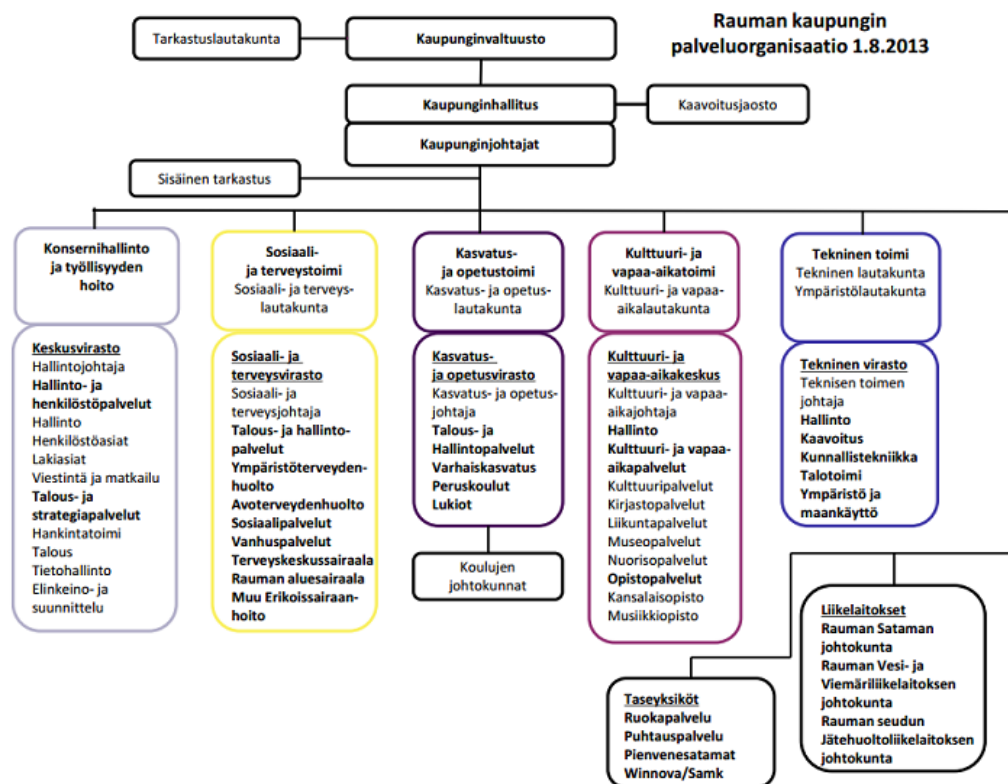 Rauman kaupungin
palveluorganisaatio 1.8.2013
Tarkastuslautakunta
Kaupunginvaltuusto
Kaupunginhallitus
Kaavoitusjaosto
Kaupunginjohtajat
Sisäinen tarkastus
Konsernihallinto
ja työllisyyden
hoito
Keskusvirasto
Hallintojohtaja
Hallinto- ja
henkilöstöpalvelut
Hallinto
Henkilöstöasiat
Lakiasiat
Viestintä ja matkailu
Talous- ja
strategiapalvelut
Hankintatoimi
Talous
Tietohallinto
Elinkeino- ja
suunnittelu
Sosiaali-
ja terveystoimi
Sosiaali- ja terveys-
lautakunta
Sosiaali- ja
terveysvirasto
Sosiaali- ja
terveysjohtaja
Talous- ja hallinto-
palvelut
Ympäristöterveyden-
huolto
Avoterveydenhuolto
Sosiaalipalvelut
Vanhuspalvelut
Terveyskeskussairaala
Rauman aluesairaala
Muu Erikoissairaan-
hoito
Kasvatus-
ja opetustoimi
Kasvatus- ja opetus-
lautakunta
Kasvatus-
ja opetusvirasto
Kasvatus- ja opetus-
johtaja
Talous- ja
Hallintopalvelut
Varhaiskasvatus
Peruskoulut
Lukiot
Koulujen
johtokunnat
Kulttuuri- ja
vapaa-aikatoimi
Kulttuuri- ja vapaa-
aikalautakunta
Kulttuuri- ja
vapaa-aikakeskus
Kulttuuri- ja vapaa-
aikajohtaja
Hallinto
Kulttuuri- ja vapaa-
aikapalvelut
Kulttuuripalvelut
Kirjastopalvelut
Liikuntapalvelut
Museopalvelut
Nuorisopalvelut
Opistopalvelut
Kansalaisopisto
Musiikkiopisto
Tekninen toimi
Tekninen lautakunta
Ympäristölautakunta
Tekninen virasto
Teknisen toimen
johtaja
Hallinto
Kaavoitus
Kunnallistekniikka
Talotoimi
Ympäristö ja
maankäyttö
Taseyksiköt
Ruokapalvelu
Puhtauspalvelu
Pienvenesatamat
Winnova/Samk
Liikelaitokset
Rauman Sataman
johtokunta
Rauman Vesi- ja
Viemäriliikelaitoksen
johtokunta
Rauman seudun
Jätehuoltoliikelaitoksen
johtokunta